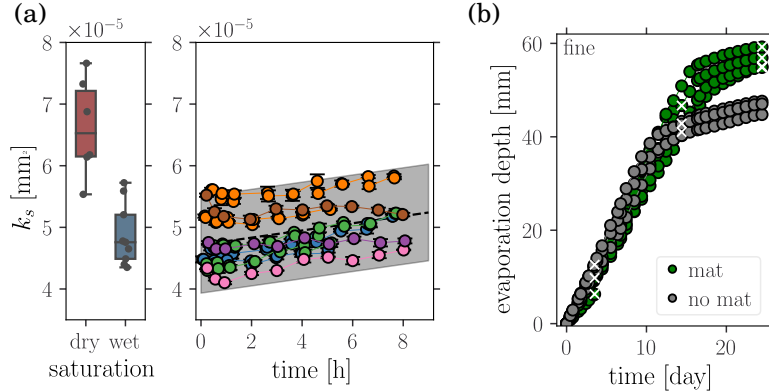 (a)
×10⁻⁵
8
7
6
5
4
kₛ [mm²]
dry wet
saturation
×10⁻⁵
8
7
6
5
4
0 2 4 6 8
time [h]
(b)
60
40
20
0
evaporation depth [mm]
fine
mat
no mat
0 10 20
time [day]